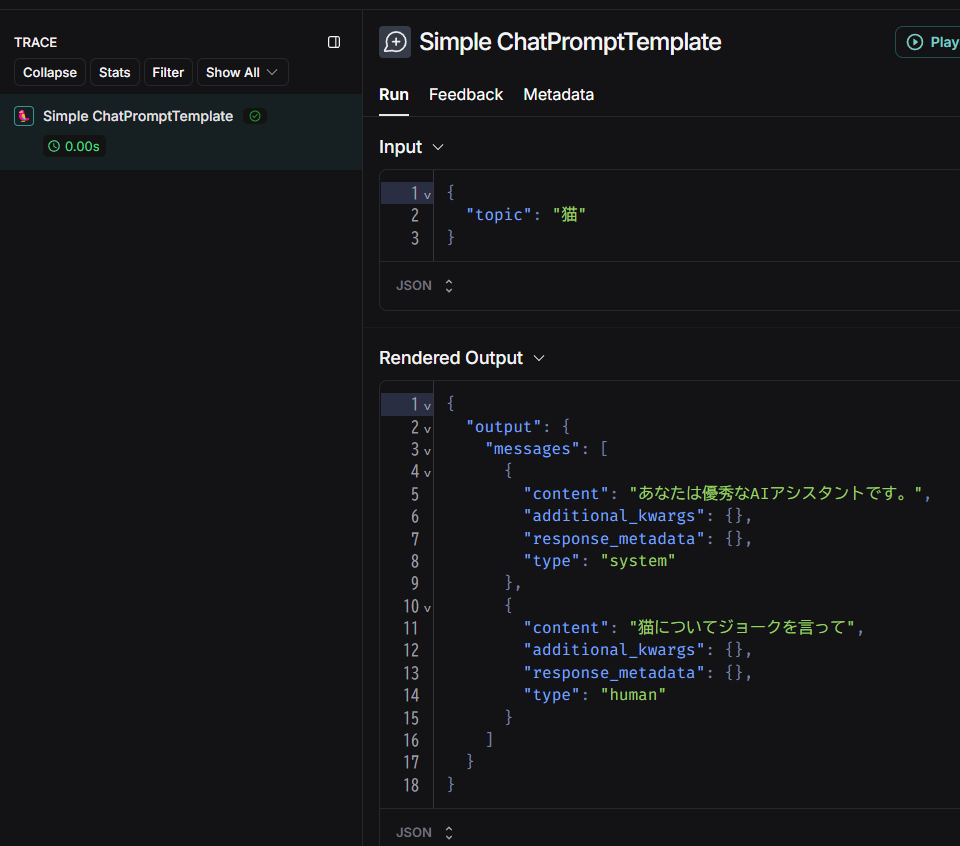 TRACE
Collapse Stats Filter Show All
Simple ChatPromptTemplate
0.00s
Simple ChatPromptTemplate
Play
Run Feedback Metadata
Input
1 {
2 "topic": "猫"
3 }
JSON
Rendered Output
1 {
2 "output": {
3 "messages": [
4 {
5 "content": "あなたは優秀なAIアシスタントです。",
6 "additional_kwargs": {},
7 "response_metadata": {},
8 "type": "system"
9 },
10 {
11 "content": "猫についてジョークを言って",
12 "additional_kwargs": {},
13 "response_metadata": {},
14 "type": "human"
15 }
16 ]
17 }
18 }
JSON